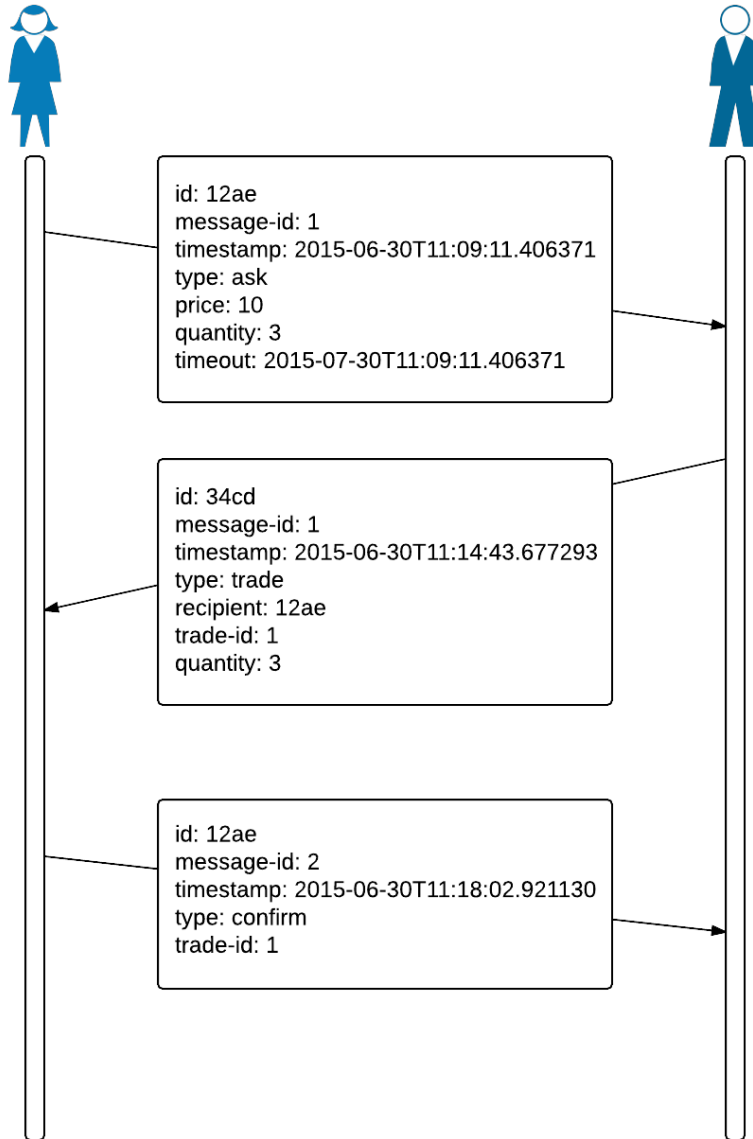 id: 12ae
message-id: 1
timestamp: 2015-06-30T11:09:11.406371
type: ask
price: 10
quantity: 3
timeout: 2015-07-30T11:09:11.406371
id: 34cd
message-id: 1
timestamp: 2015-06-30T11:14:43.677293
type: trade
recipient: 12ae
trade-id: 1
quantity: 3
id: 12ae
message-id: 2
timestamp: 2015-06-30T11:18:02.921130
type: confirm
trade-id: 1